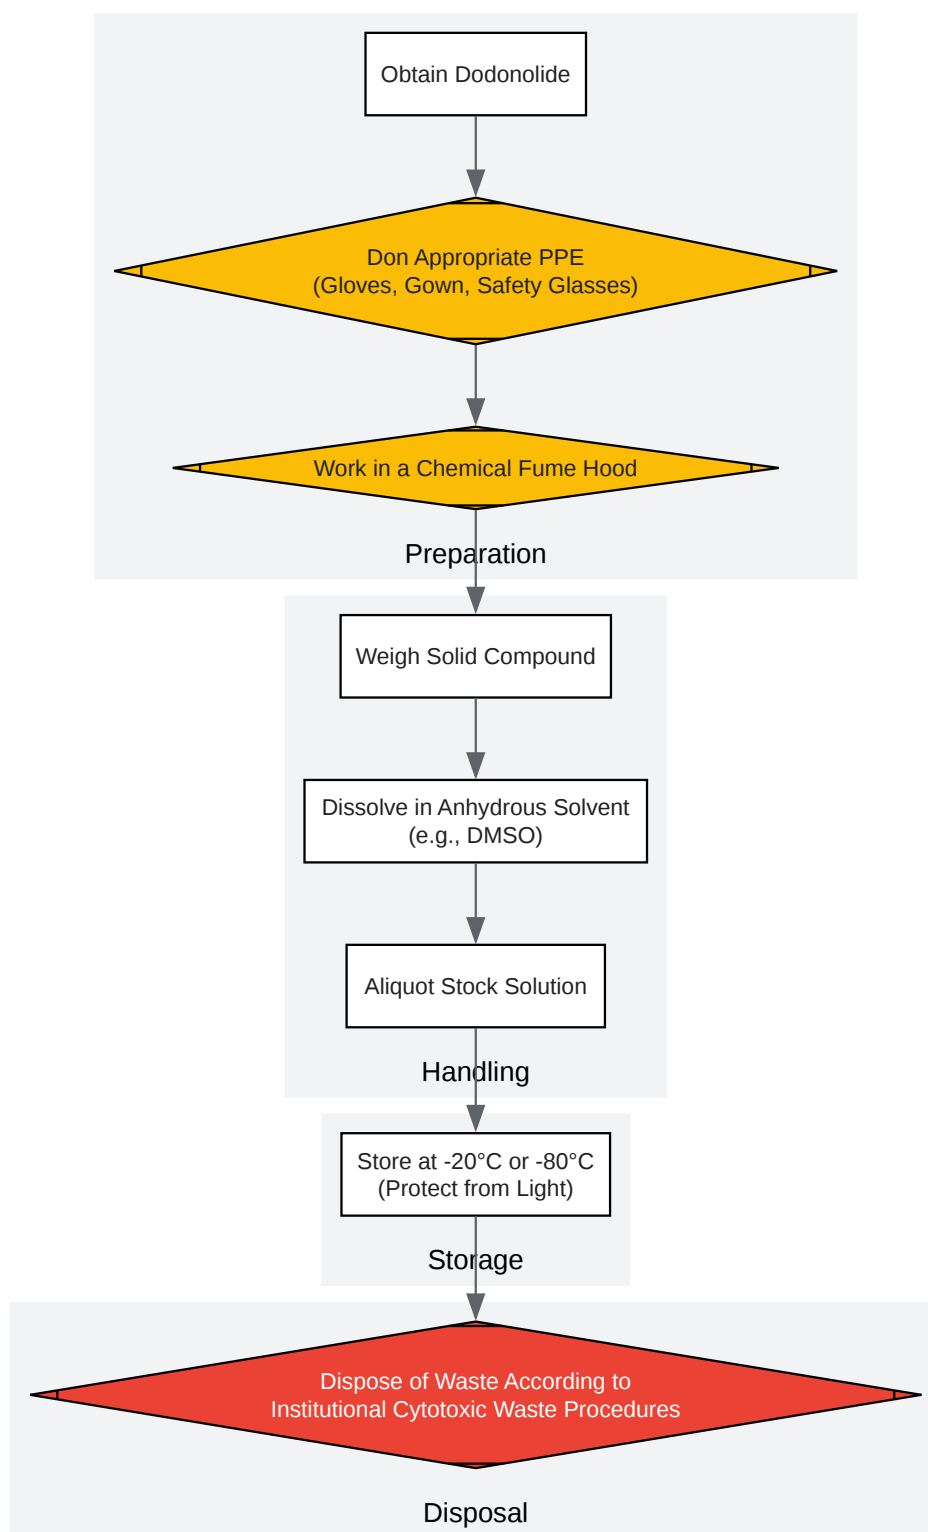 Obtain Dodonolide
Don Appropriate PPE
(Gloves, Gown, Safety Glasses)
Work in a Chemical Fume Hood
Preparation
Weigh Solid Compound
Dissolve in Anhydrous Solvent
(e.g., DMSO)
Aliquot Stock Solution
Handling
Store at -20°C or -80°C
(Protect from Light)
Storage
Dispose of Waste According to
Institutional Cytotoxic Waste Procedures
Disposal